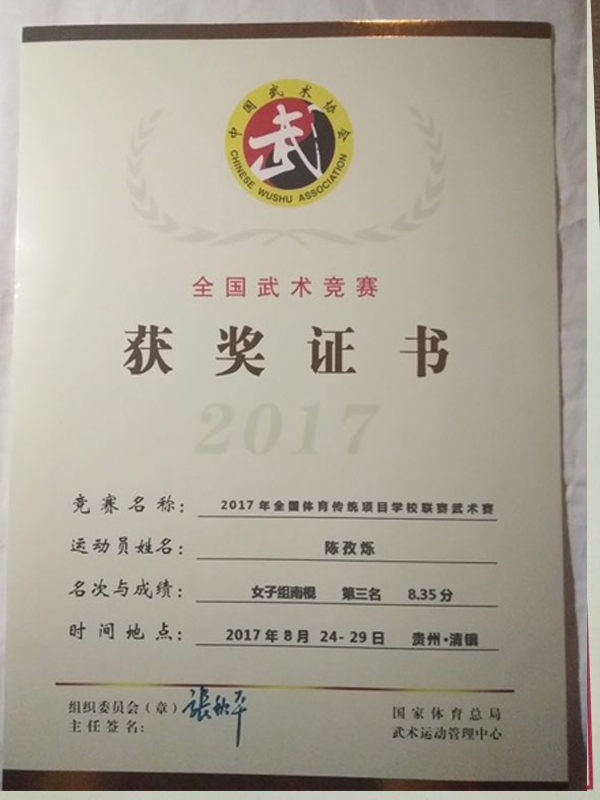 中国武术协会
武
CHINESE WUSHU ASSOCIATION
全国武术竞赛
获奖证书
2017
竞赛名称： 2017年全国体育传统项目学校联赛武术赛
运动员姓名： 陈孜烁
名次与成绩： 女子组南棍 第三名 8.35分
时间地点： 2017年8月 24-29日 贵州·清镇
组织委员会（章）
主任签名：
国家体育总局
武术运动管理中心